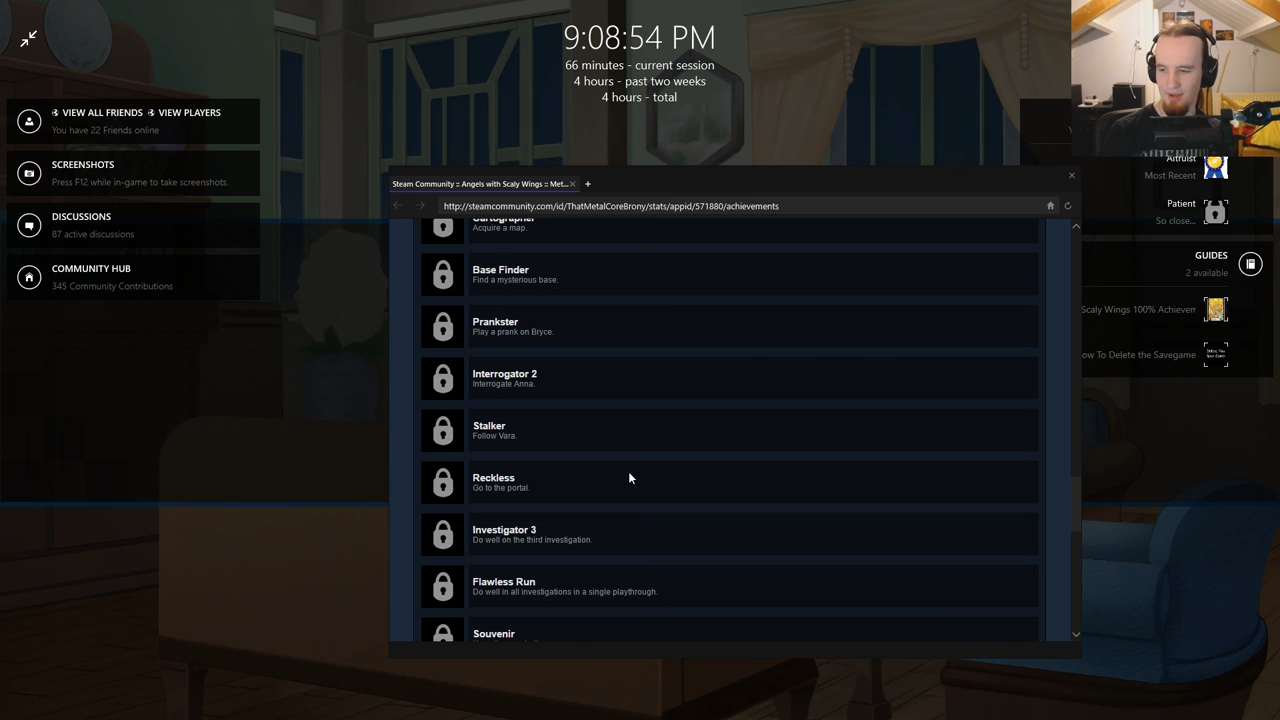 9:08:54 PM
66 minutes - current session
4 hours - past two weeks
4 hours - total
VIEW ALL FRIENDS VIEW PLAYERS
You have 22 Friends online
SCREENSHOTS
Press F12 while in-game to take screenshots.
DISCUSSIONS
87 active discussions
COMMUNITY HUB
345 Community Contributions
Steam Community :: Angels with Scaly Wings :: Met...
http://steamcommunity.com/id/ThatMetalCoreBrony/stats/appid/571880/achievements
Cartographer
Acquire a map.
Base Finder
Find a mysterious base.
Prankster
Play a prank on Bryce.
Interrogator 2
Interrogate Anna.
Stalker
Follow Vara.
Reckless
Go to the portal.
Investigator 3
Do well on the third investigation.
Flawless Run
Do well in all investigations in a single playthrough.
Souvenir
Altruist
Most Recent
Patient
So close...
GUIDES
2 available
Scaly Wings 100% Achievem
ow To Delete the Savegame